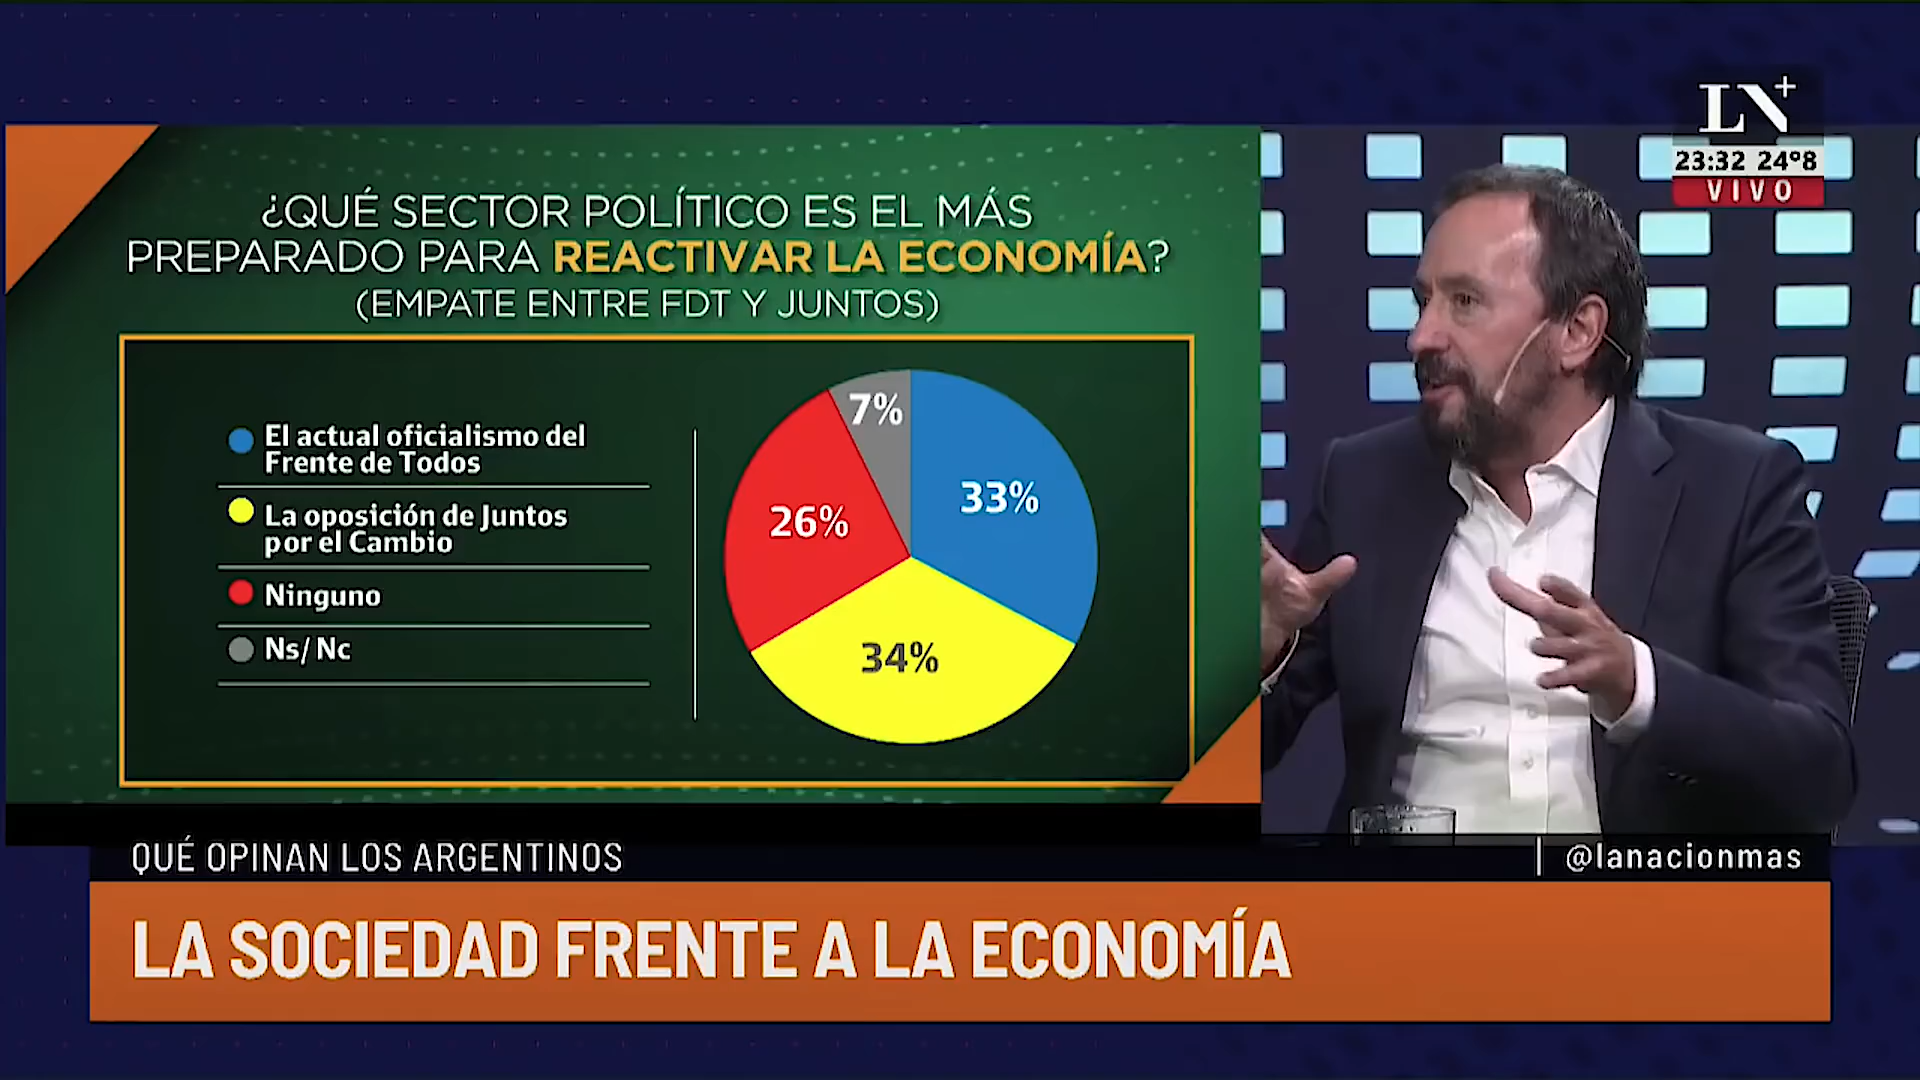 LN+
23:32 24º8
VIVO
¿QUÉ SECTOR POLÍTICO ES EL MÁS
PREPARADO PARA REACTIVAR LA ECONOMÍA?
(EMPATE ENTRE FDT Y JUNTOS)
El actual oficialismo del
Frente de Todos
La oposición de Juntos
por el Cambio
Ninguno
Ns/ Nc
7%
33%
26%
34%
QUÉ OPINAN LOS ARGENTINOS
| @lanacionmas
LA SOCIEDAD FRENTE A LA ECONOMÍA